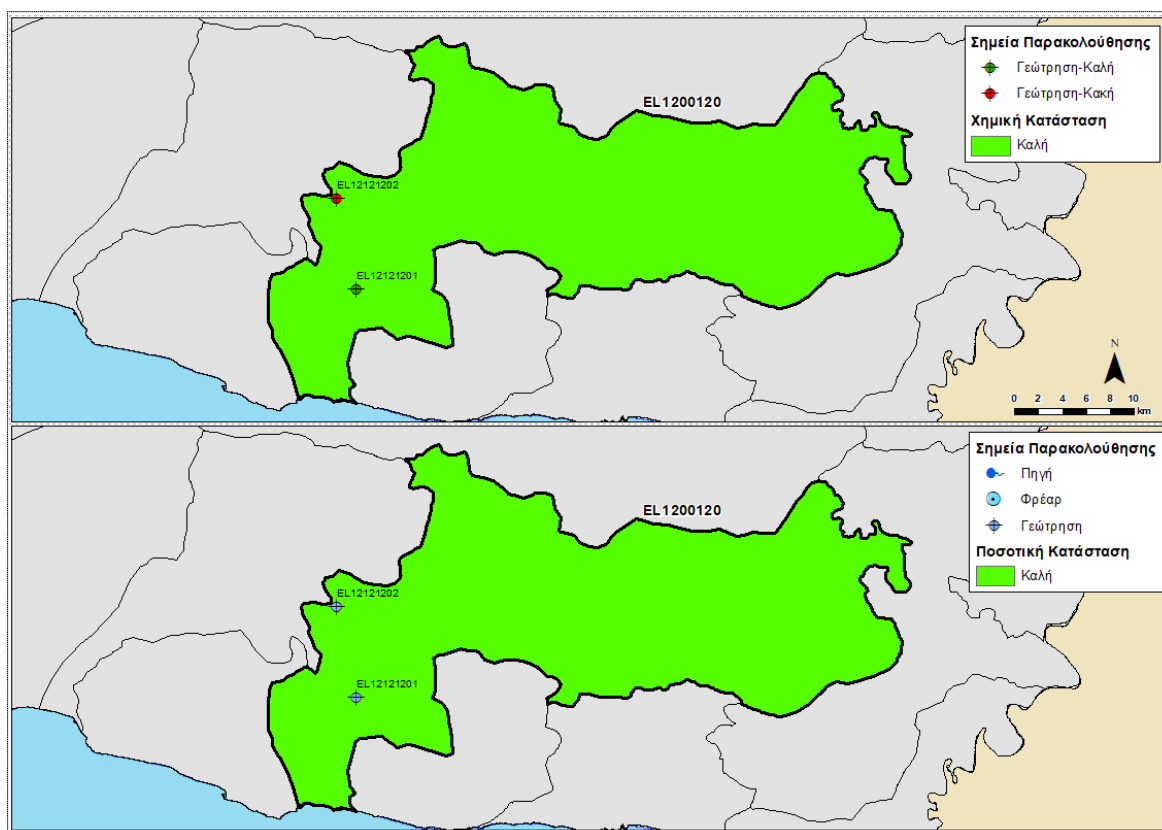 Σημεία Παρακολούθησης
Γεώτρηση-Καλή
Γεώτρηση-Κακή
Χημική Κατάσταση
Καλή
EL1200120
EL12121202
EL12121201
N
0 2 4 6 8 10
km
Σημεία Παρακολούθησης
Πηγή
Φρέαρ
Γεώτρηση
Ποσοτική Κατάσταση
Καλή
EL1200120
EL12121202
EL12121201